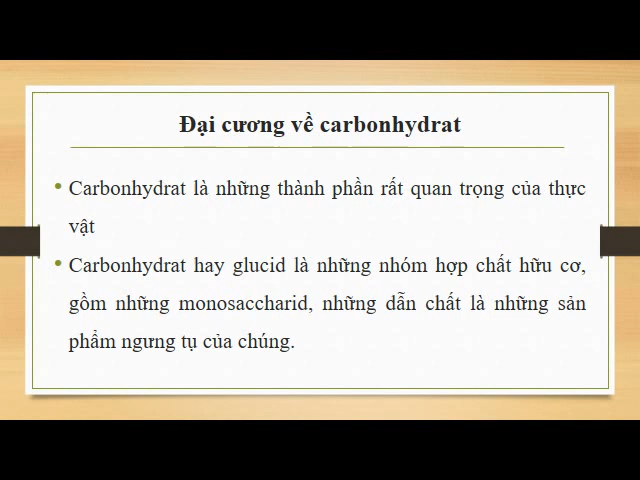 Đại cương về carbonhydrat
• Carbonhydrat là những thành phần rất quan trọng của thực
vật
• Carbonhydrat hay glucid là những nhóm hợp chất hữu cơ,
gồm những monosaccharid, những dẫn chất là những sản
phẩm ngưng tụ của chúng.